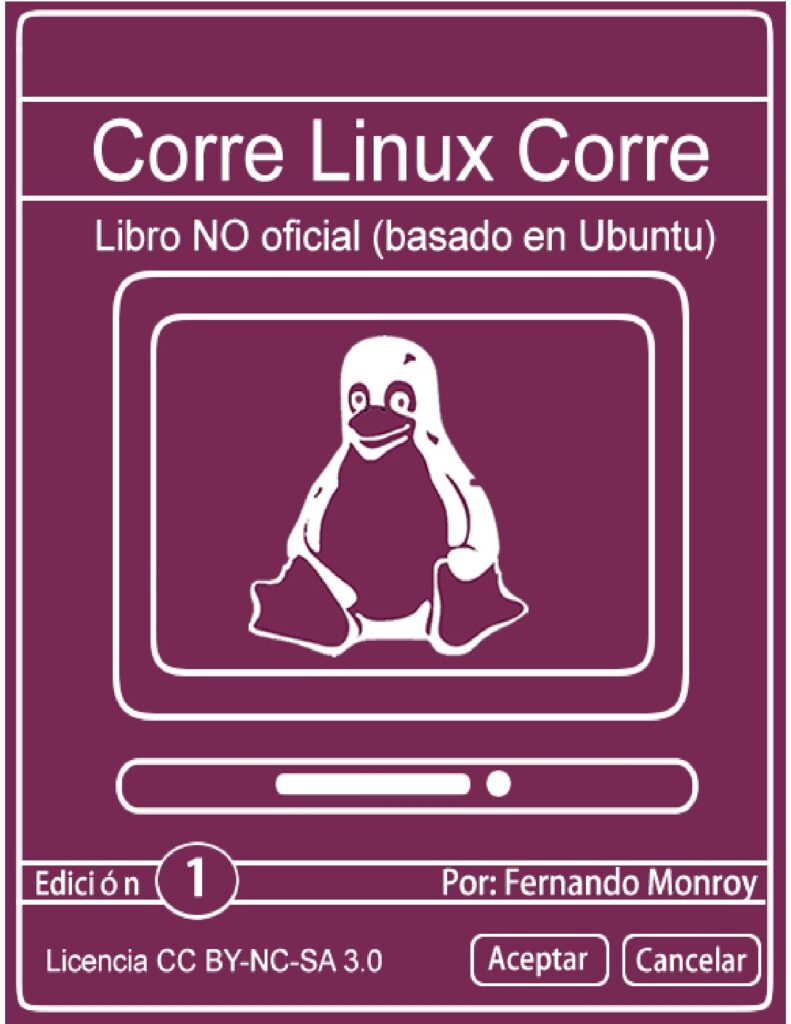 Corre Linux Corre
Libro NO oficial (basado en Ubuntu)
Edición 1
Por: Fernando Monroy
Licencia CC BY-NC-SA 3.0
Aceptar
Cancelar